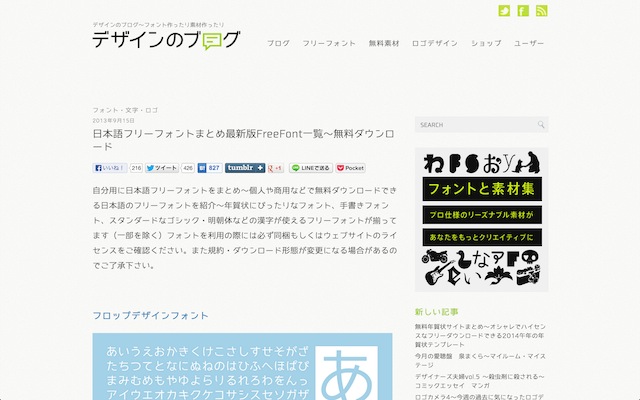 デザインのブログ〜フォント作ったり素材作ったり
デザインのブログ
ブログ
フリーフォント
無料素材
ロゴデザイン
ショップ
ユーザー
フォント・文字・ロゴ
2013年9月15日
日本語フリーフォントまとめ最新版FreeFont一覧〜無料ダウンロ
ード
いいね！ 216 ツイート 426 B! 827 tumblr + g +1 LINEで送る Pocket
自分用に日本語フリーフォントをまとめ〜個人や商用などで無料ダウンロードでき
る日本語のフリーフォントを紹介〜年賀状にぴったりなフォント、手書きフォン
ト、スタンダードなゴシック・明朝体などの漢字が使えるフリーフォントが揃って
ます（一部を除く）フォントを利用の際には必ず同梱もしくはウェブサイトのライ
センスをご確認ください。また規約・ダウンロード形態が変更になる場合があるの
でご了承下さい。
フロップデザインフォント
あいうえおかきくけこさしすせそがざ
たちつてとなにぬねのはひふへほばぴ
まみむめもやゆよらりるれろわをんっ
アイウエオカキクケコサシスセソガザ
あ
SEARCH
フォントと素材集
プロ仕様のリーズナブル素材が
あなたをもっとクリエイティブに
新しい記事
無料年賀状サイトまとめ〜オシャレでハイセン
スなフリーダウンロードできる2014午年の年
賀状テンプレート
今月の愛聴盤　泉まくら〜マイルーム・マイス
テージ
デザイナーズ夫婦vol.5 〜殺虫剤に殺される〜
コミックエッセイ　マンガ
ロゴカメラ4〜今週の過去に気になったロゴデ